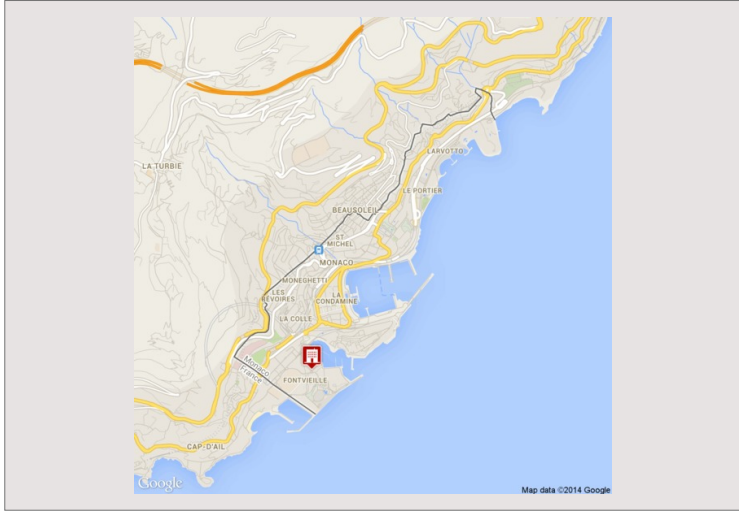 LA TURBIE
LARVOTTO
LE PORTIER
BEAUSOLEIL
ST
MICHEL
MONACO
MONEGHETTI
LES
RÉVOIRES
LA
CONDAMINE
LA COLLE
Monaco
France
FONTVIEILLE
CAP-D'AIL
Google
Map data ©2014 Google